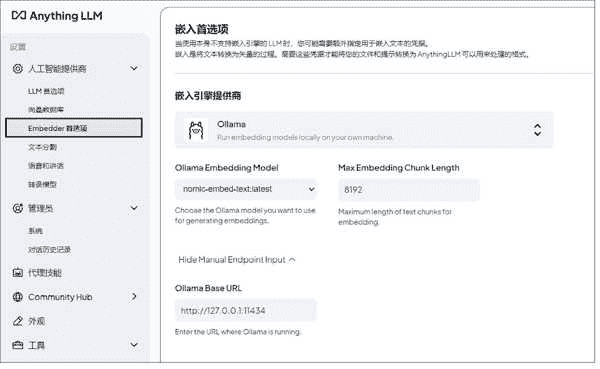 Anything LLM
设置
人工智能提供商
LLM 首选项
向量数据库
Embedder 首选项
文本分割
语音和讲话
转录模型
管理员
系统
对话历史记录
代理技能
Community Hub
外观
工具
嵌入首选项
当使用本身不支持嵌入引擎的 LLM 时，您可能需要额外指定用于嵌入文本的凭据。
嵌入是将文本转换为矢量的过程。需要这些凭据才能将您的文件和提示转换为 AnythingLLM 可以用来处理的格式。
嵌入引擎提供商
Ollama
Run embedding models locally on your own machine.
Ollama Embedding Model
nomic-embed-text:latest
Choose the Ollama model you want to use
for generating embeddings.
Max Embedding Chunk Length
8192
Maximum length of text chunks for
embedding.
Hide Manual Endpoint Input
Ollama Base URL
http://127.0.0.1:11434
Enter the URL where Ollama is running.